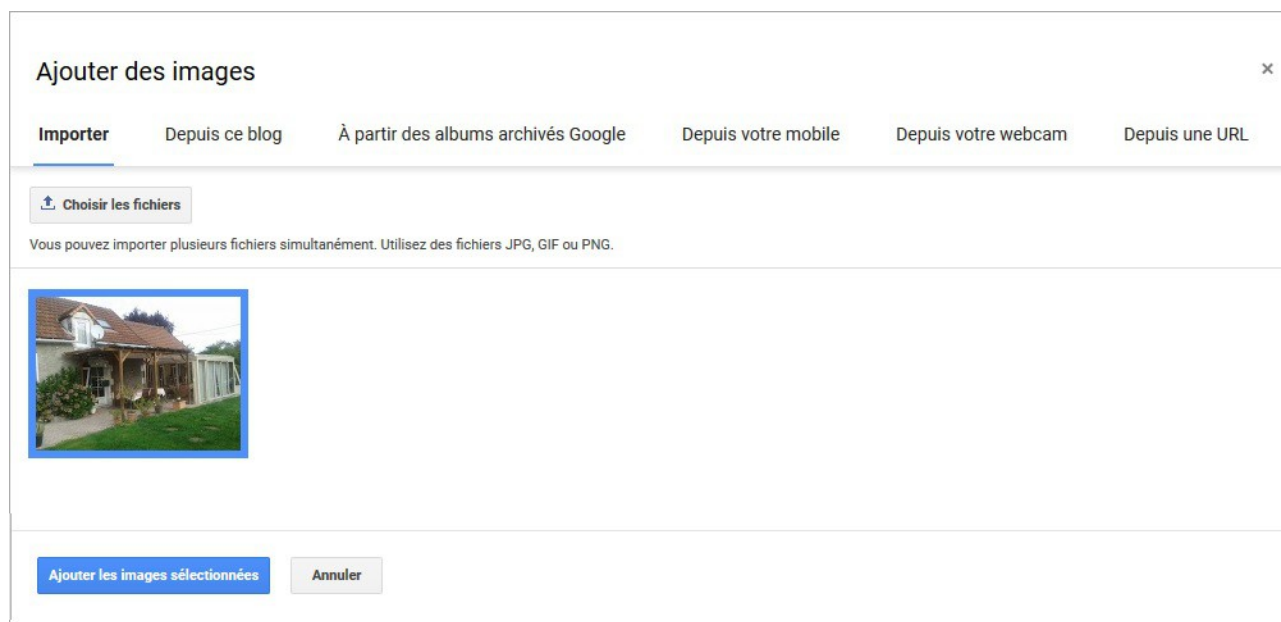 Ajouter des images
×
Importer Depuis ce blog À partir des albums archivés Google Depuis votre mobile Depuis votre webcam Depuis une URL
Choisir les fichiers
Vous pouvez importer plusieurs fichiers simultanément. Utilisez des fichiers JPG, GIF ou PNG.
Ajouter les images sélectionnées Annuler